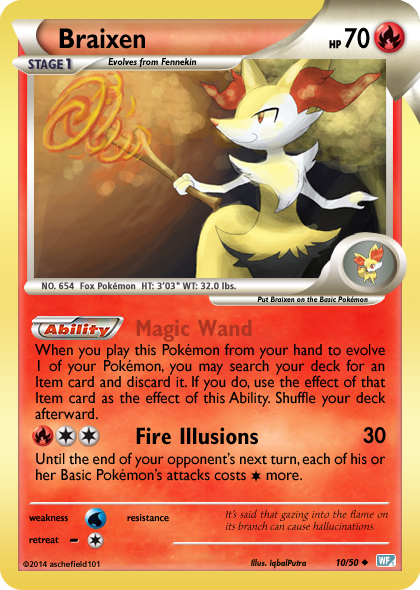 Braixen
HP 70
STAGE 1
Evolves from Fennekin
NO. 654 Fox Pokémon HT: 3'03" WT: 32.0 lbs.
Put Braixen on the Basic Pokémon
Ability Magic Wand
When you play this Pokémon from your hand to evolve
1 of your Pokémon, you may search your deck for an
Item card and discard it. If you do, use the effect of that
Item card as the effect of this Ability. Shuffle your deck
afterward.
Fire Illusions 30
Until the end of your opponent's next turn, each of his or
her Basic Pokémon's attacks costs more.
weakness resistance
It's said that gazing into the flame on
its branch can cause hallucinations.
retreat -
©2014 aschefield101 Illus. IqbalPutra 10/50 WF